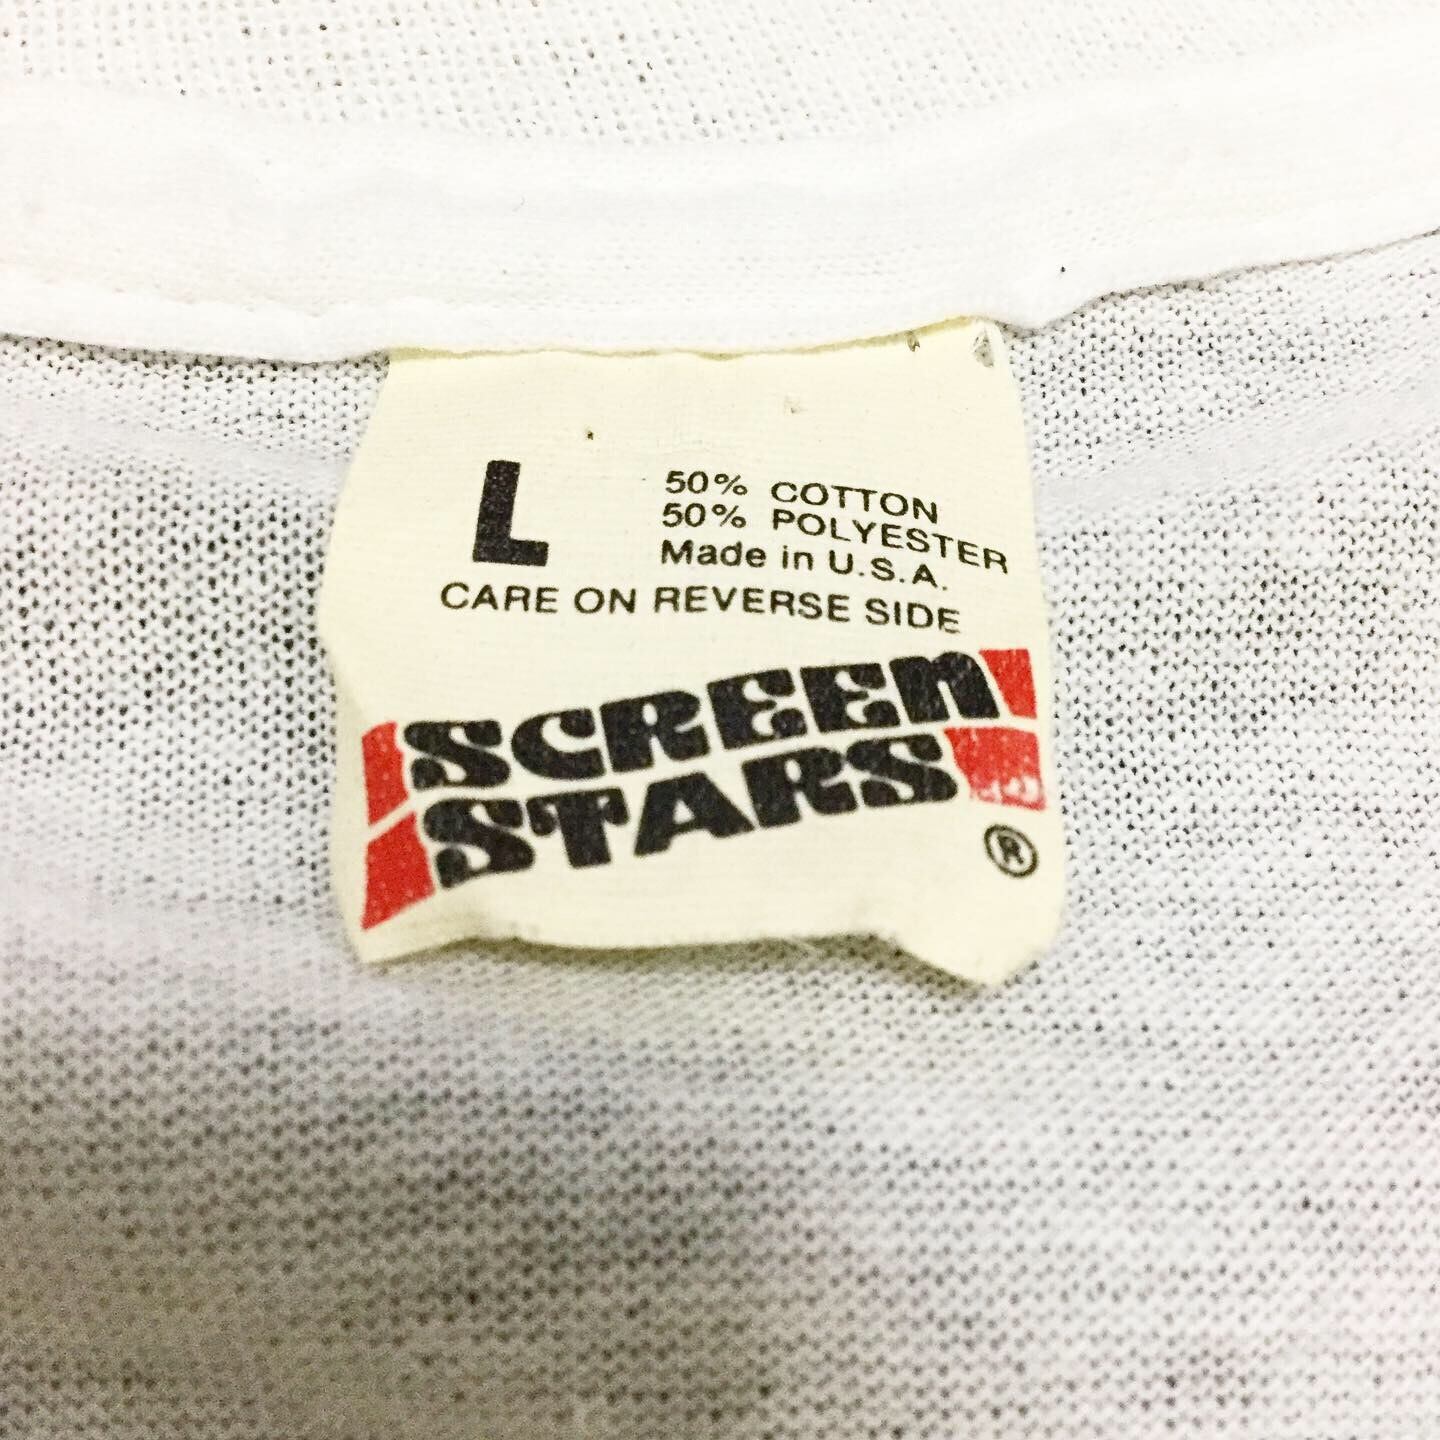 L
50% COTTON
50% POLYESTER
Made in U.S.A.
CARE ON REVERSE SIDE
SCREEN
STARS
®